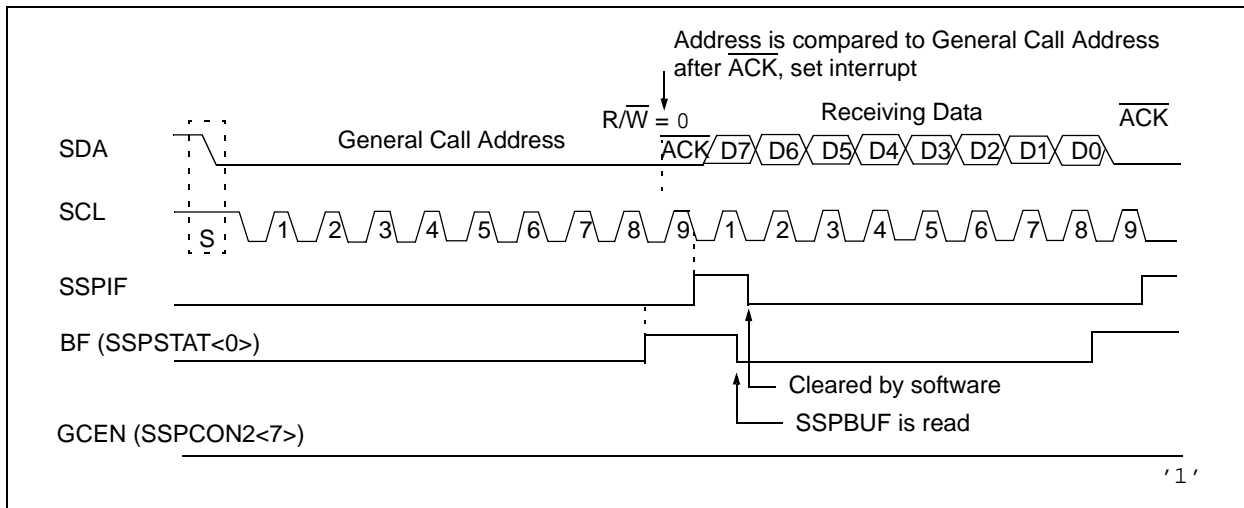 Address is compared to General Call Address
after A̅C̅K̅, set interrupt
R/W̅ = 0
Receiving Data
A̅C̅K̅
SDA
General Call Address
A̅C̅K̅ D7 D6 D5 D4 D3 D2 D1 D0
SCL
S
1 2 3 4 5 6 7 8 9 1 2 3 4 5 6 7 8 9
SSPIF
BF (SSPSTAT<0>)
Cleared by software
SSPBUF is read
GCEN (SSPCON2<7>)
'1'